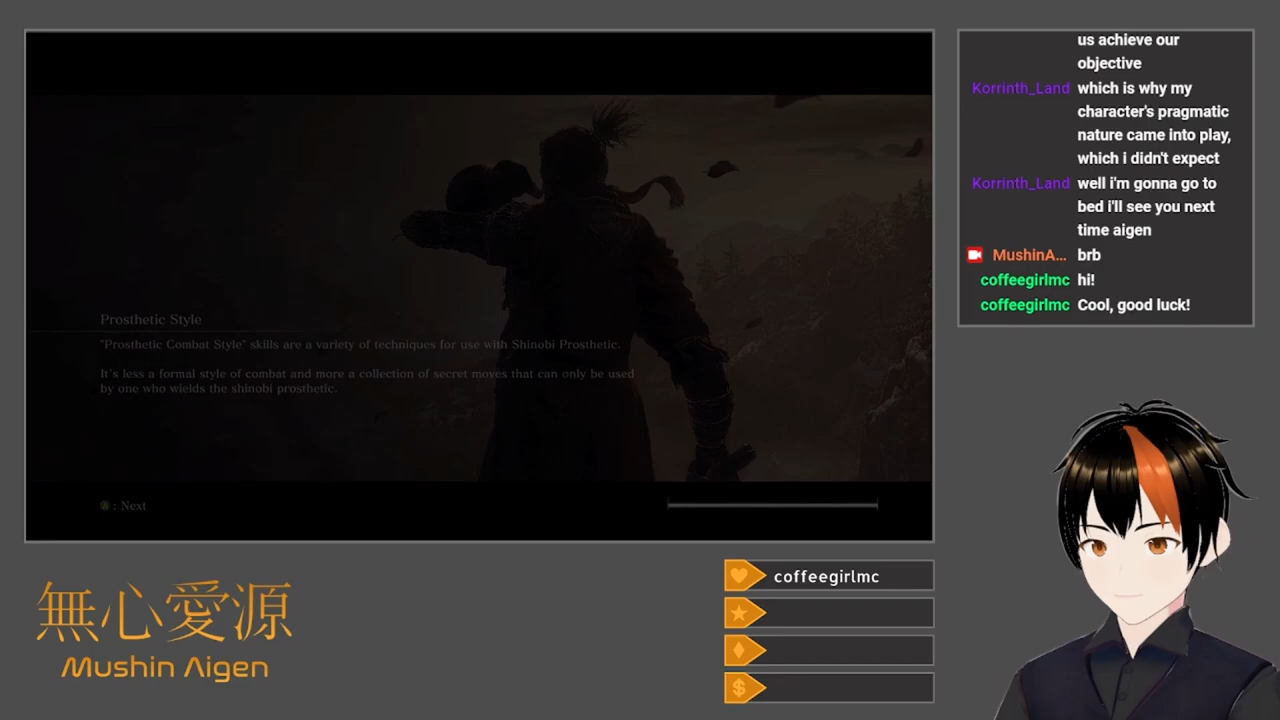 Prosthetic Style
"Prosthetic Combat Style" skills are a variety of techniques for use with Shinobi Prosthetic.
It's less a formal style of combat and more a collection of secret moves that can only be used
by one who wields the shinobi prosthetic.
: Next
us achieve our
objective
Korrinth_Land which is why my
character's pragmatic
nature came into play,
which i didn't expect
Korrinth_Land well i'm gonna go to
bed i'll see you next
time aigen
MushinA... brb
coffeegirlmc hi!
coffeegirlmc Cool, good luck!
無心愛源
Mushin Aigen
coffeegirlmc
$